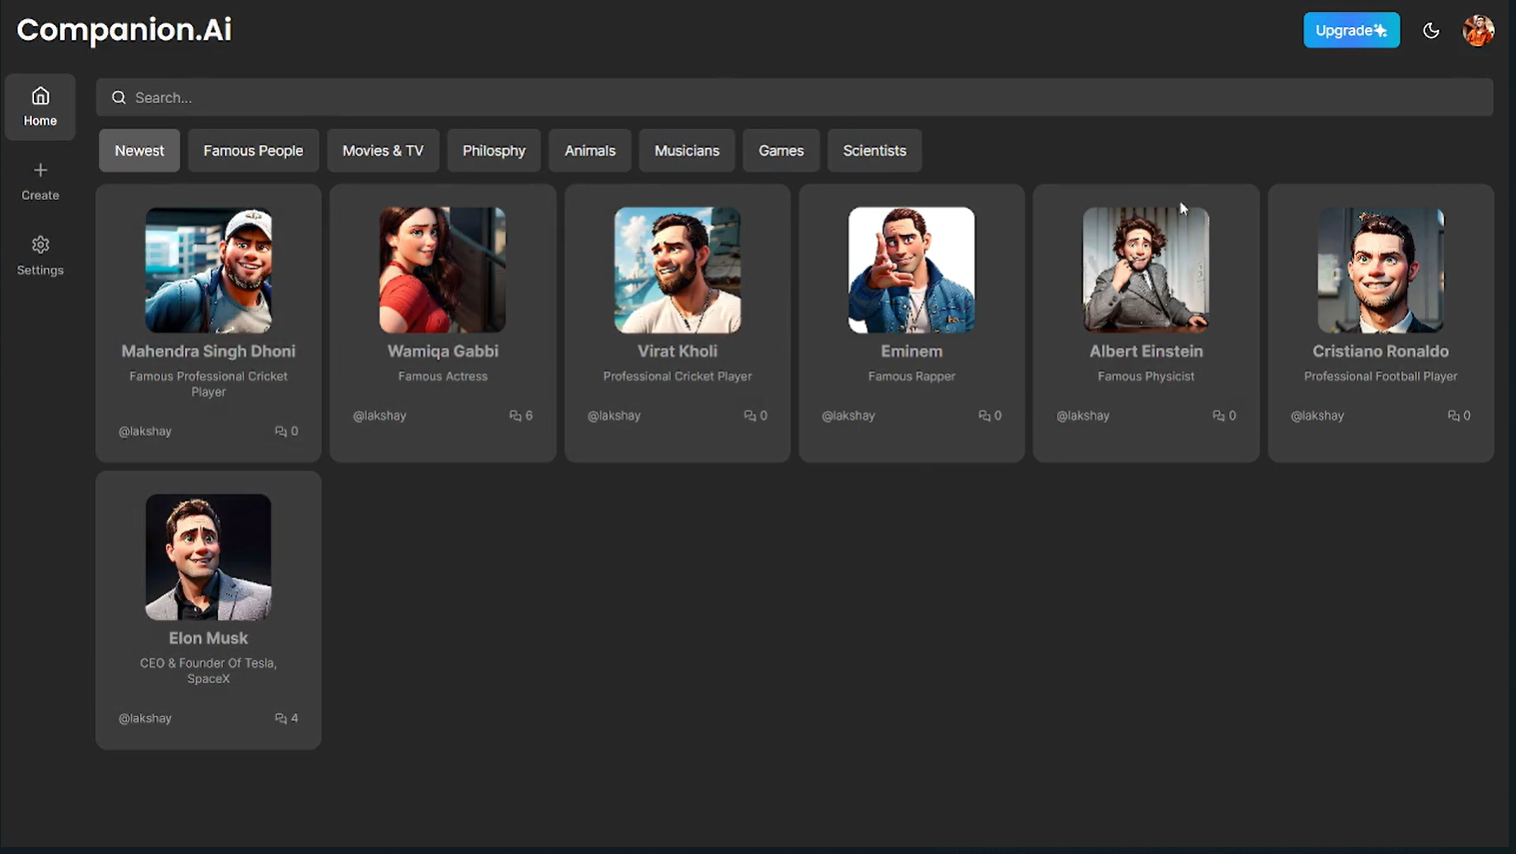 Companion.Ai
Upgrade
Home
Create
Settings
Search...
Newest
Famous People
Movies & TV
Philosphy
Animals
Musicians
Games
Scientists
Mahendra Singh Dhoni
Famous Professional Cricket
Player
@lakshay
0
Wamiqa Gabbi
Famous Actress
@lakshay
6
Virat Kholi
Professional Cricket Player
@lakshay
0
Eminem
Famous Rapper
@lakshay
0
Albert Einstein
Famous Physicist
@lakshay
0
Cristiano Ronaldo
Professional Football Player
@lakshay
0
Elon Musk
CEO & Founder Of Tesla,
SpaceX
@lakshay
4